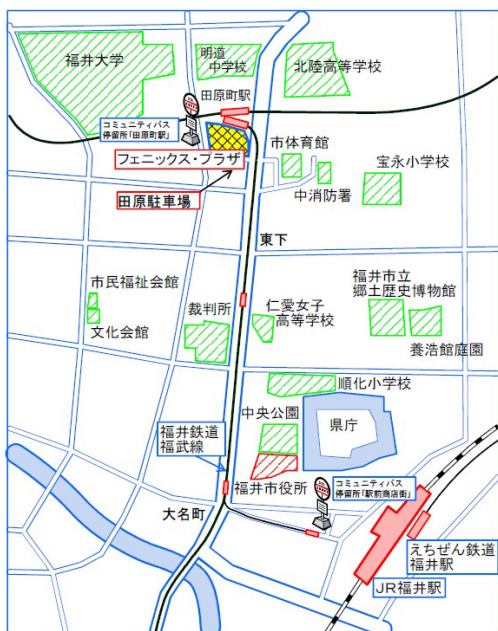 福井大学
明道
中学校
北陸高等学校
田原町駅
コミュニティバス
停留所「田原町駅」
市体育館
フェニックス・プラザ
宝永小学校
中消防署
田原駐車場
東下
福井市立
郷土歴史博物館
市民福祉会館
裁判所
仁愛女子
高等学校
文化会館
養浩館庭園
順化小学校
中央公園
県庁
福井鉄道
福武線
福井市役所
コミュニティバス
停留所「駅前商店街」
大名町
えちぜん鉄道
福井駅
JR福井駅